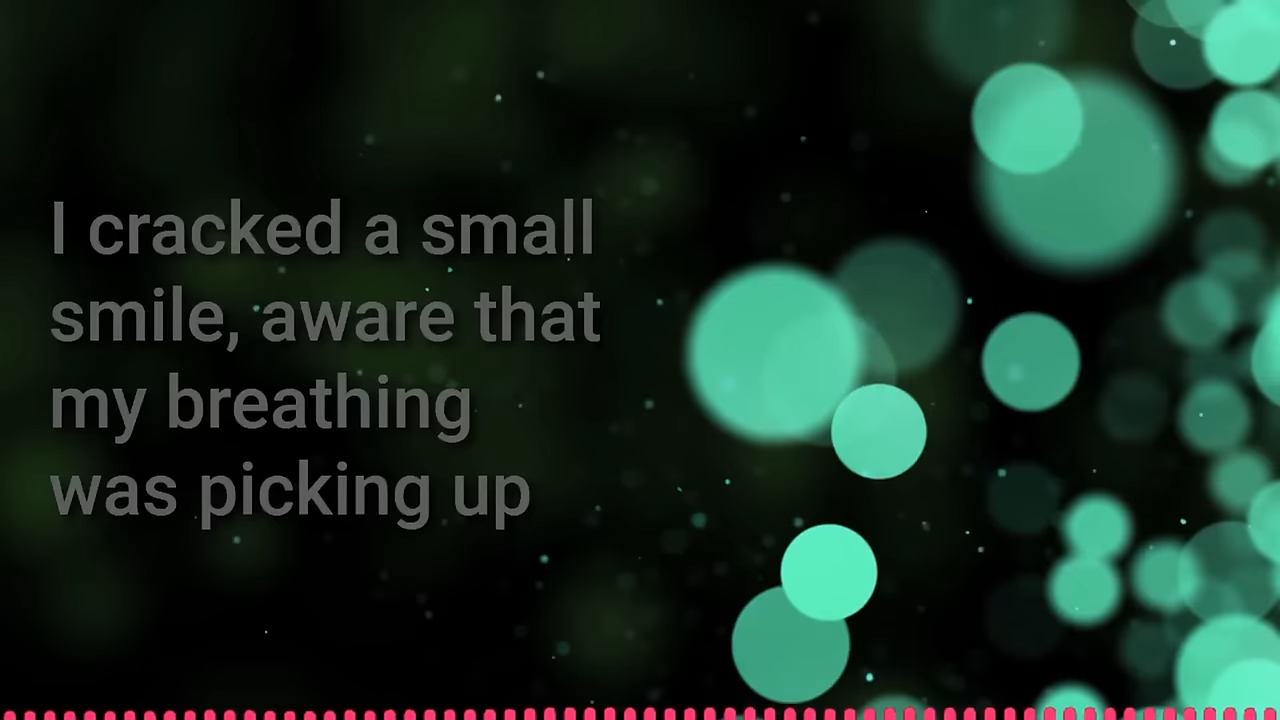 I cracked a small
smile, aware that
my breathing
was picking up